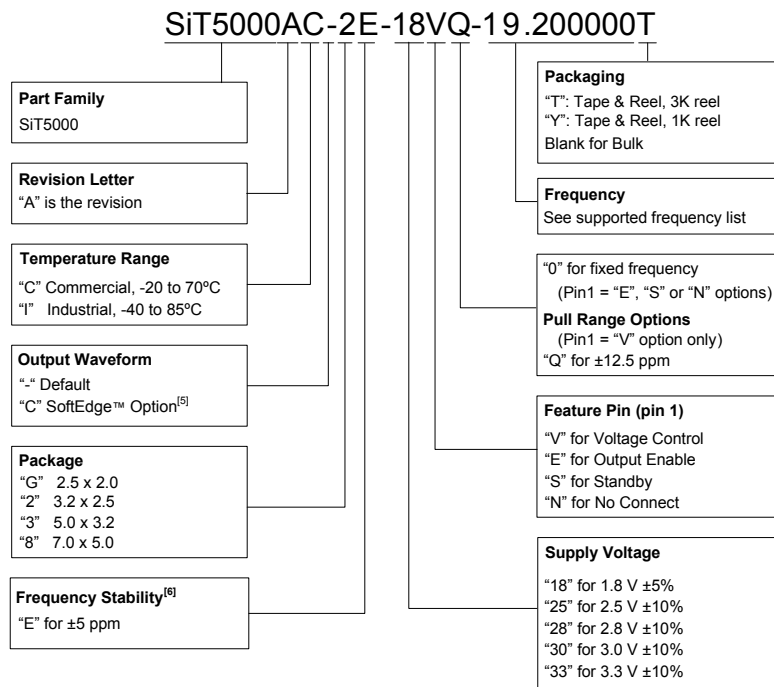 SiT5000AC-2E-18VQ-19.200000T
Part Family
SiT5000
Revision Letter
“A” is the revision
Temperature Range
“C” Commercial, -20 to 70ºC
“I” Industrial, -40 to 85ºC
Output Waveform
“-“ Default
“C” SoftEdge™ Option[5]
Package
“G” 2.5 x 2.0
“2” 3.2 x 2.5
“3” 5.0 x 3.2
“8” 7.0 x 5.0
Frequency Stability[6]
“E” for ±5 ppm
Packaging
“T”: Tape & Reel, 3K reel
“Y”: Tape & Reel, 1K reel
Blank for Bulk
Frequency
See supported frequency list
“0” for fixed frequency
(Pin1 = “E”, “S” or “N” options)
Pull Range Options
(Pin1 = “V” option only)
“Q” for ±12.5 ppm
Feature Pin (pin 1)
“V” for Voltage Control
“E” for Output Enable
“S” for Standby
“N” for No Connect
Supply Voltage
“18” for 1.8 V ±5%
“25” for 2.5 V ±10%
“28” for 2.8 V ±10%
“30” for 3.0 V ±10%
“33” for 3.3 V ±10%